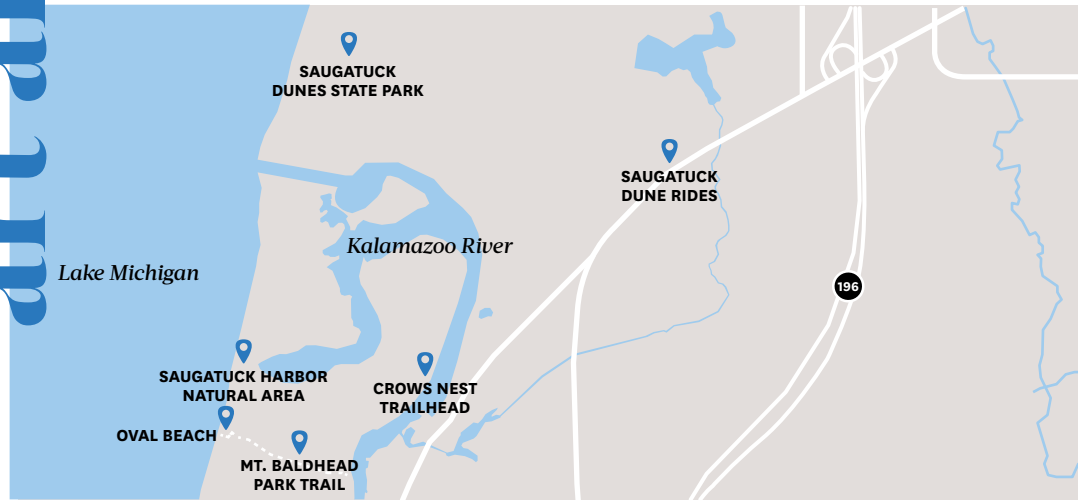 SAUGATUCK
DUNES STATE PARK
SAUGATUCK
DUNE RIDES
Kalamazoo River
Lake Michigan
196
SAUGATUCK HARBOR
NATURAL AREA
CROWS NEST
TRAILHEAD
OVAL BEACH
MT. BALDHEAD
PARK TRAIL